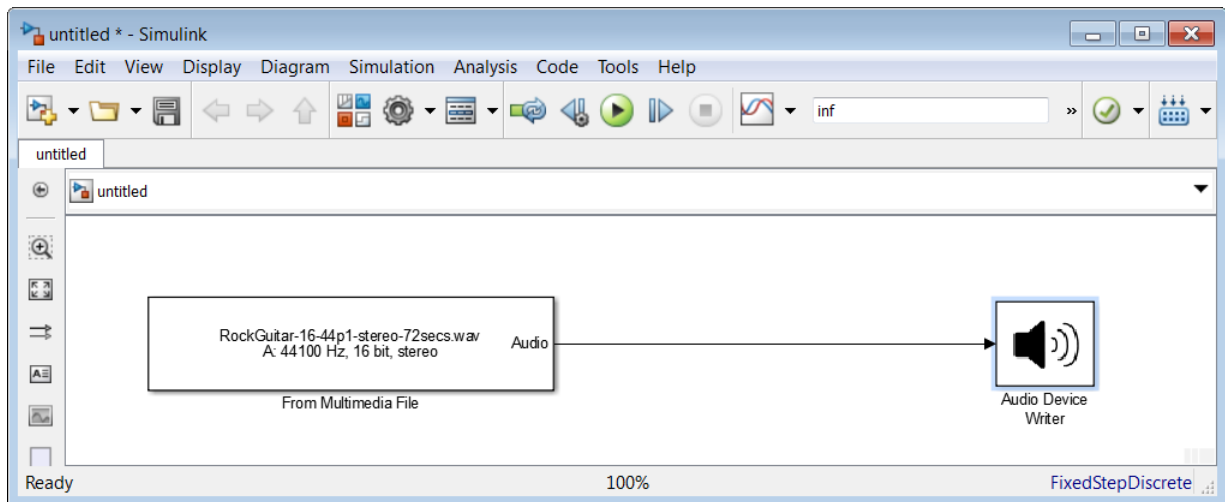 untitled * - Simulink
File Edit View Display Diagram Simulation Analysis Code Tools Help
inf »
untitled
untitled
RockGuitar-16-44p1-stereo-72secs.wav
A: 44100 Hz, 16 bit, stereo
Audio
From Multimedia File
Audio Device
Writer
Ready 100% FixedStepDiscrete